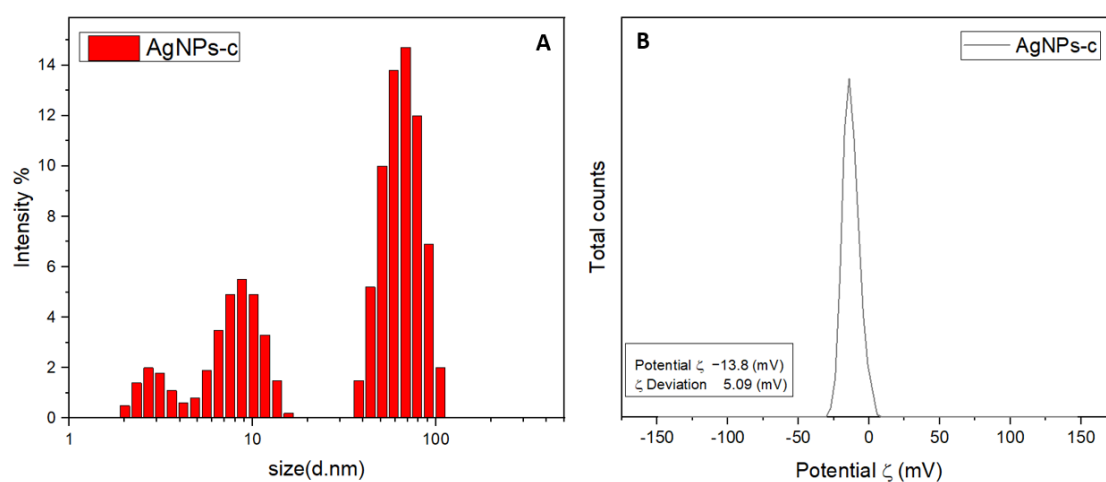 AgNPs-c
A
14
12
10
8
6
4
2
0
Intensity %
1
10
100
size(d.nm)
B
AgNPs-c
Total counts
Potential ζ −13.8 (mV)
ζ Deviation 5.09 (mV)
-150
-100
-50
0
50
100
150
Potential ζ (mV)